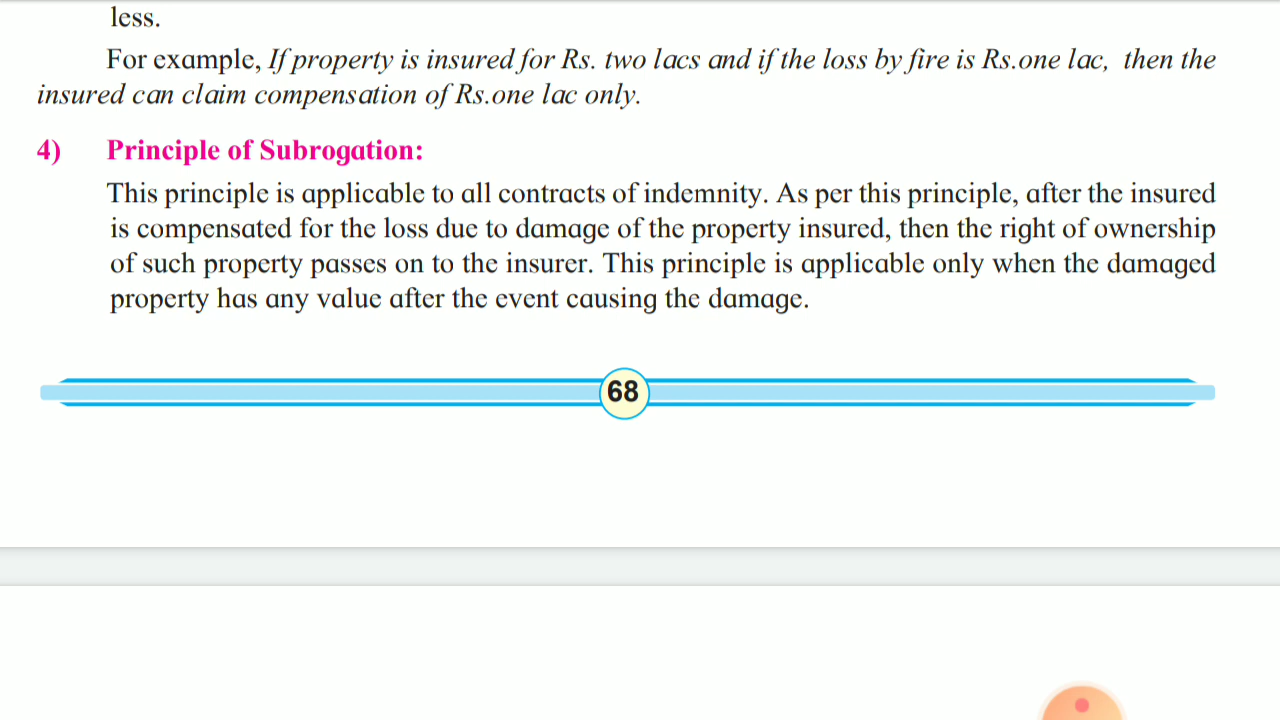 less.
For example, If property is insured for Rs. two lacs and if the loss by fire is Rs.one lac, then the
insured can claim compensation of Rs.one lac only.
4) Principle of Subrogation:
This principle is applicable to all contracts of indemnity. As per this principle, after the insured
is compensated for the loss due to damage of the property insured, then the right of ownership
of such property passes on to the insurer. This principle is applicable only when the damaged
property has any value after the event causing the damage.
68